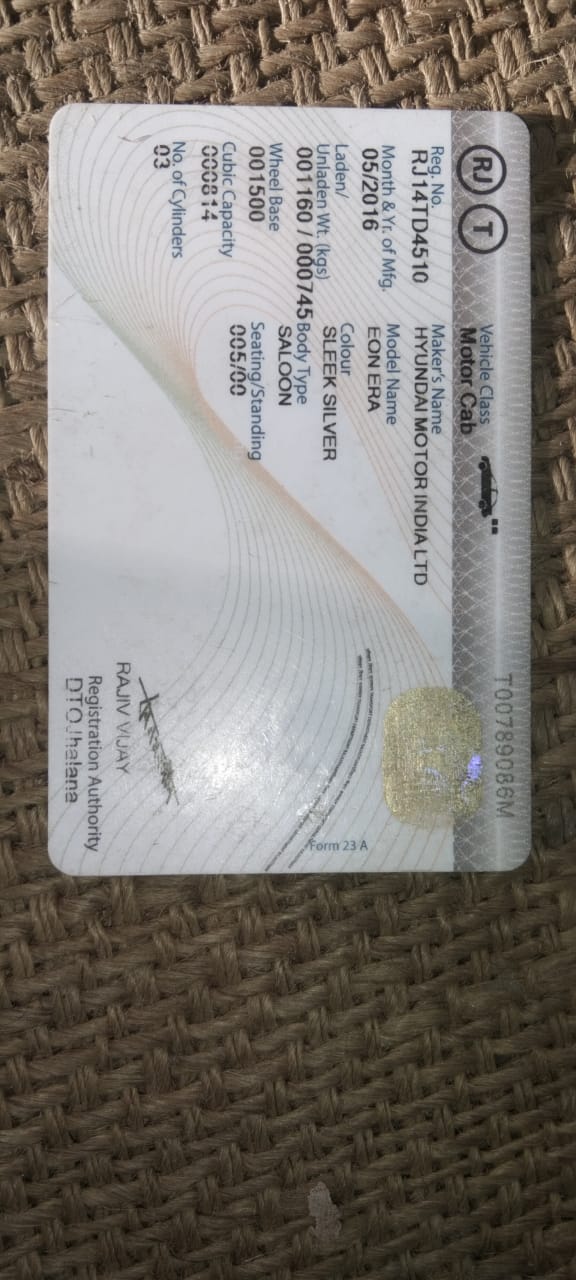 RJ T
Vehicle Class
Motor Cab
T00789086M
Reg. No.
RJ14TD4510
Maker's Name
HYUNDAI MOTOR INDIA LTD
Month & Yr. of Mfg.
05/2016
Model Name
EON ERA
Laden/
Unladen Wt. (kgs)
001160 / 000745
Colour
SLEEK SILVER
Body Type
SALOON
Wheel Base
001500
Seating/Standing
005/00
Cubic Capacity
000814
No. of Cylinders
03
Form 23 A
RAJIV VIJAY
Registration Authority
DTO Jhalana